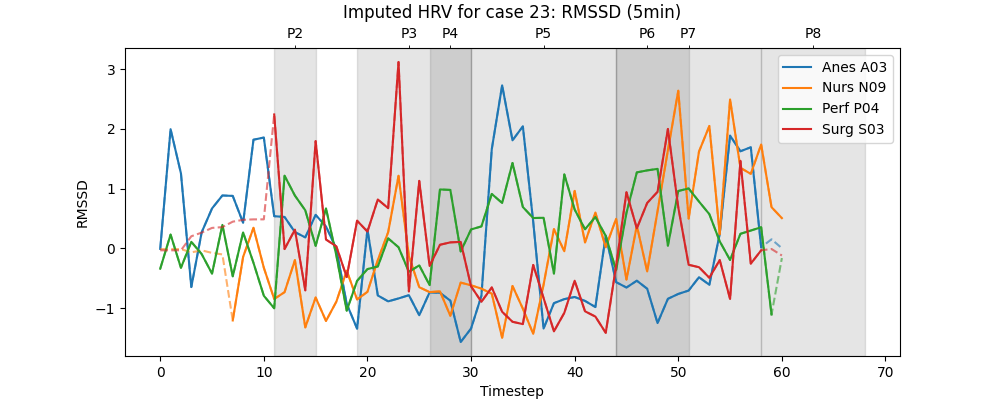 Imputed HRV for case 23: RMSSD (5min)
P2 P3 P4 P5 P6 P7 P8
Anes A03
Nurs N09
Perf P04
Surg S03
RMSSD
3
2
1
0
−1
0 10 20 30 40 50 60 70
Timestep